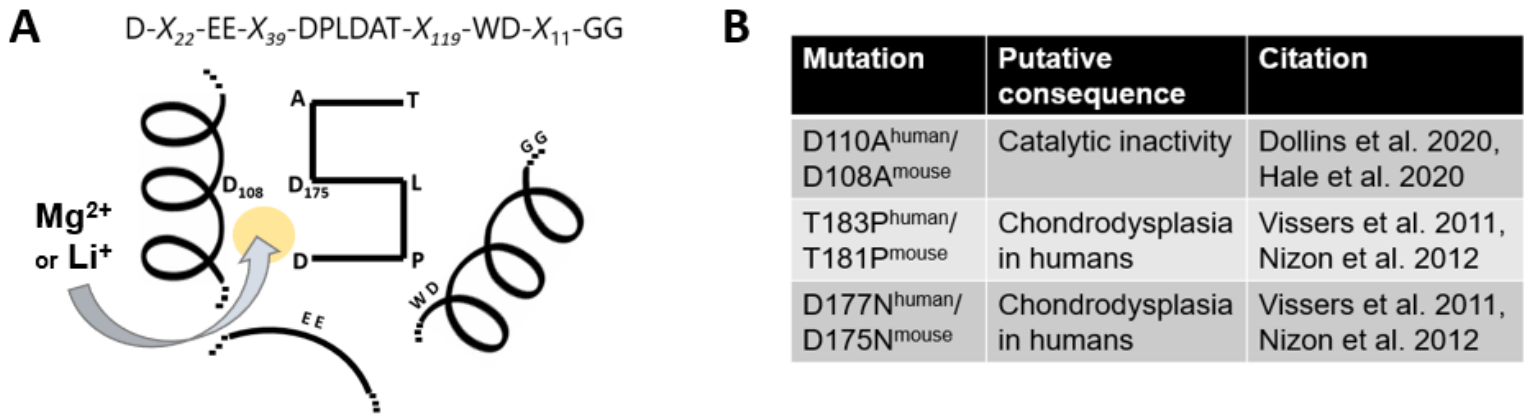 A
D-X22-EE-X39-DPLDAT-X119-WD-X11-GG
A T
D108
D175 L
D P
Mg2+
or Li+
EE
WD
GG
B
Mutation Putative consequence Citation
D110Ahuman/ Catalytic inactivity Dollins et al. 2020,
D108Amouse Hale et al. 2020
T183Phuman/ Chondrodysplasia Vissers et al. 2011,
T181Pmouse in humans Nizon et al. 2012
D177Nhuman/ Chondrodysplasia Vissers et al. 2011,
D175Nmouse in humans Nizon et al. 2012